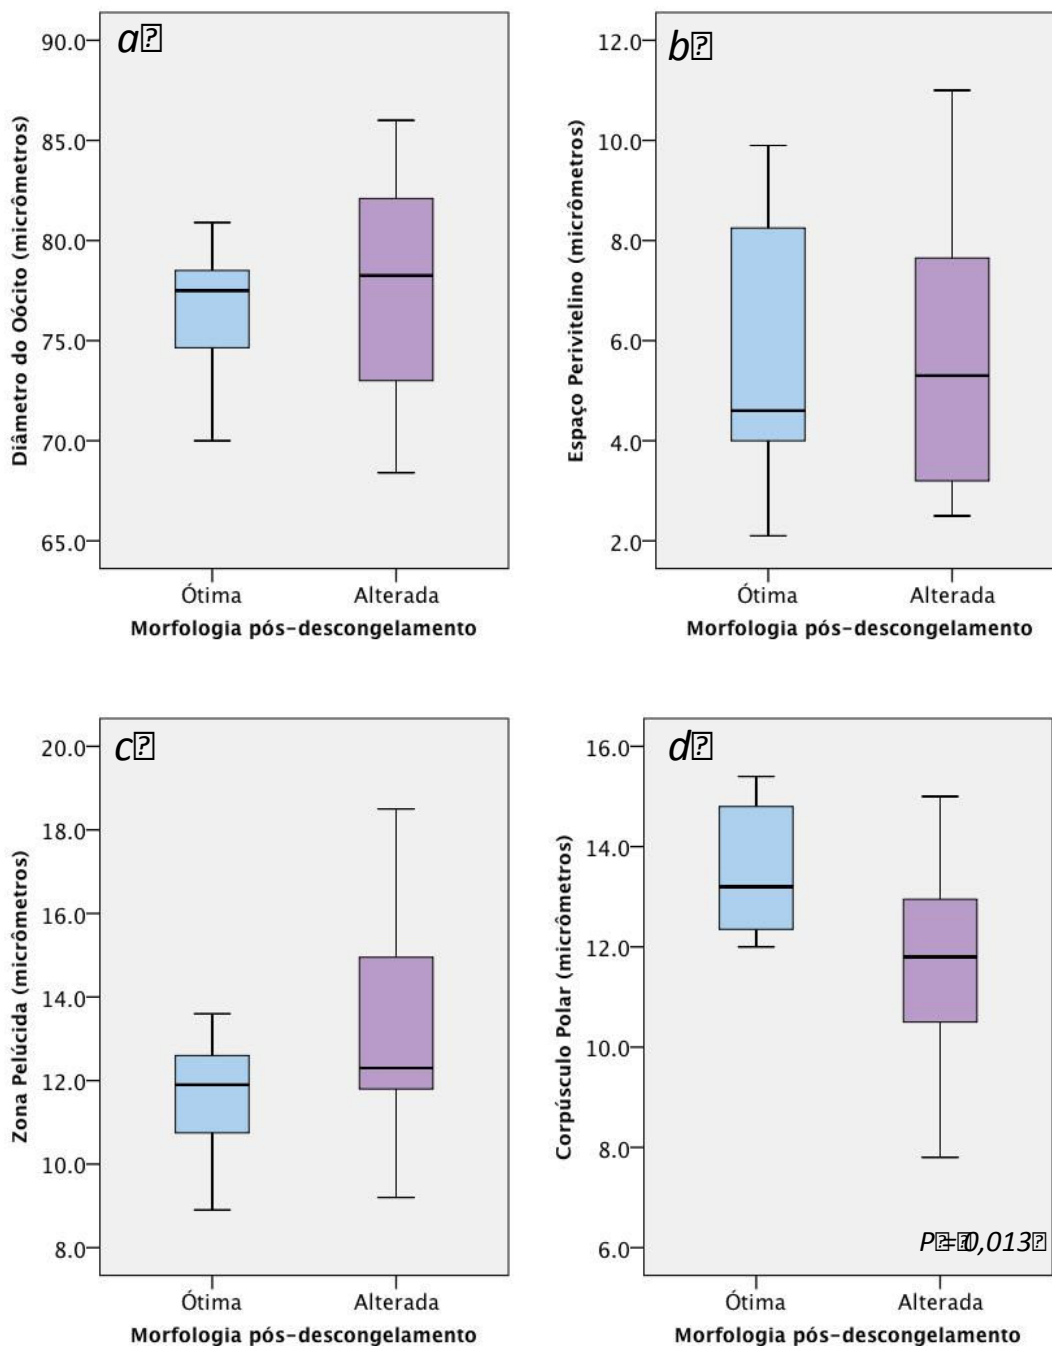 a
90.0
85.0
80.0
75.0
70.0
65.0
Diâmetro do Oócito (micrômetros)
Ótima Alterada
Morfologia pós-descongelamento
b
12.0
10.0
8.0
6.0
4.0
2.0
Espaço Perivitelino (micrômetros)
Ótima Alterada
Morfologia pós-descongelamento
c
20.0
18.0
16.0
14.0
12.0
10.0
8.0
Zona Pelúcida (micrômetros)
Ótima Alterada
Morfologia pós-descongelamento
d
16.0
14.0
12.0
10.0
8.0
6.0
Corpúsculo Polar (micrômetros)
P = 0,013
Ótima Alterada
Morfologia pós-descongelamento